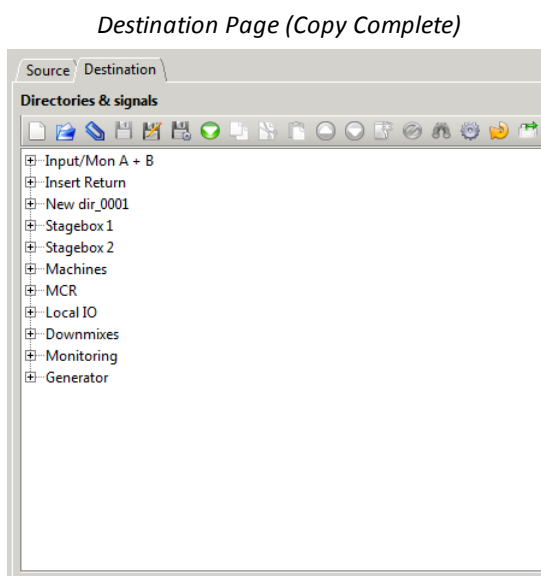 Destination Page (Copy Complete)
Source Destination
Directories & signals
Input/Mon A + B
Insert Return
New dir_0001
Stagebox 1
Stagebox 2
Machines
MCR
Local IO
Downmixes
Monitoring
Generator